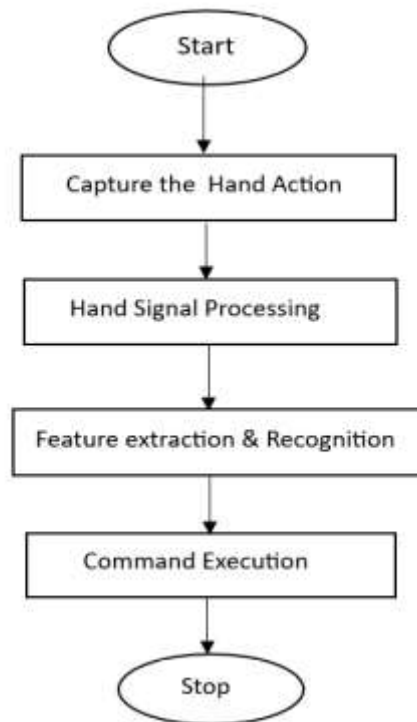 Start
Capture the Hand Action
Hand Signal Processing
Feature extraction & Recognition
Command Execution
Stop